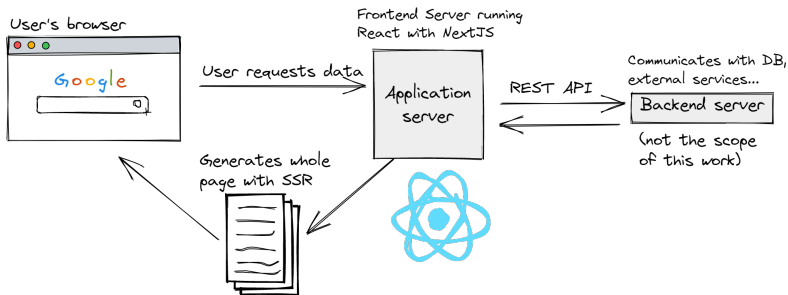 User's browser
Google
User requests data
Frontend Server running
React with NextJS
Application
server
REST API
Communicates with DB,
external services...
Backend server
(not the scope
of this work)
Generates whole
page with SSR